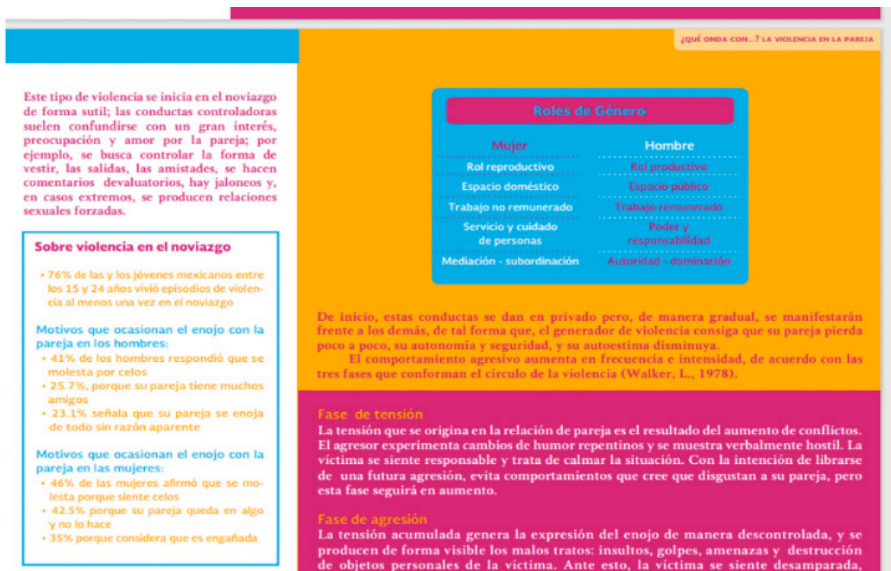 ¿QUÉ ONDA CON...? LA VIOLENCIA EN LA PAREJA
Este tipo de violencia se inicia en el noviazgo
de forma sutil; las conductas controladoras
suelen confundirse con un gran interés,
preocupación y amor por la pareja; por
ejemplo, se busca controlar la forma de
vestir, las salidas, las amistades, se hacen
comentarios devaluatorios, hay jaloneos y,
en casos extremos, se producen relaciones
sexuales forzadas.
Sobre violencia en el noviazgo
• 76% de las y los jóvenes mexicanos entre
los 15 y 24 años vivió episodios de violen-
cia al menos una vez en el noviazgo
Motivos que ocasionan el enojo con la
pareja en los hombres:
• 41% de los hombres respondió que se
molesta por celos
• 25.7%, porque su pareja tiene muchos
amigos
• 23.1% señala que su pareja se enoja
de todo sin razón aparente
Motivos que ocasionan el enojo con la
pareja en las mujeres:
• 46% de las mujeres afirmó que se mo-
lesta porque siente celos
• 42.5% porque su pareja queda en algo
y no lo hace
• 35% porque considera que es engañada
Roles de Género
Mujer Hombre
Rol reproductivo Rol productivo
Espacio doméstico Espacio público
Trabajo no remunerado Trabajo remunerado
Servicio y cuidado Poder y
de personas responsabilidad
Mediación - subordinación Autoridad - dominación
De inicio, estas conductas se dan en privado pero, de manera gradual, se manifestarán
frente a los demás, de tal forma que, el generador de violencia consiga que su pareja pierda
poco a poco, su autonomía y seguridad, y su autoestima disminuya.
El comportamiento agresivo aumenta en frecuencia e intensidad, de acuerdo con las
tres fases que conforman el círculo de la violencia (Walker, L., 1978).
Fase de tensión
La tensión que se origina en la relación de pareja es el resultado del aumento de conflictos.
El agresor experimenta cambios de humor repentinos y se muestra verbalmente hostil. La
víctima se siente responsable y trata de calmar la situación. Con la intención de librarse
de una futura agresión, evita comportamientos que cree que disgustan a su pareja, pero
esta fase seguirá en aumento.
Fase de agresión
La tensión acumulada genera la expresión del enojo de manera descontrolada, y se
producen de forma visible los malos tratos: insultos, golpes, amenazas y destrucción
de objetos personales de la víctima. Ante esto, la víctima se siente desamparada,